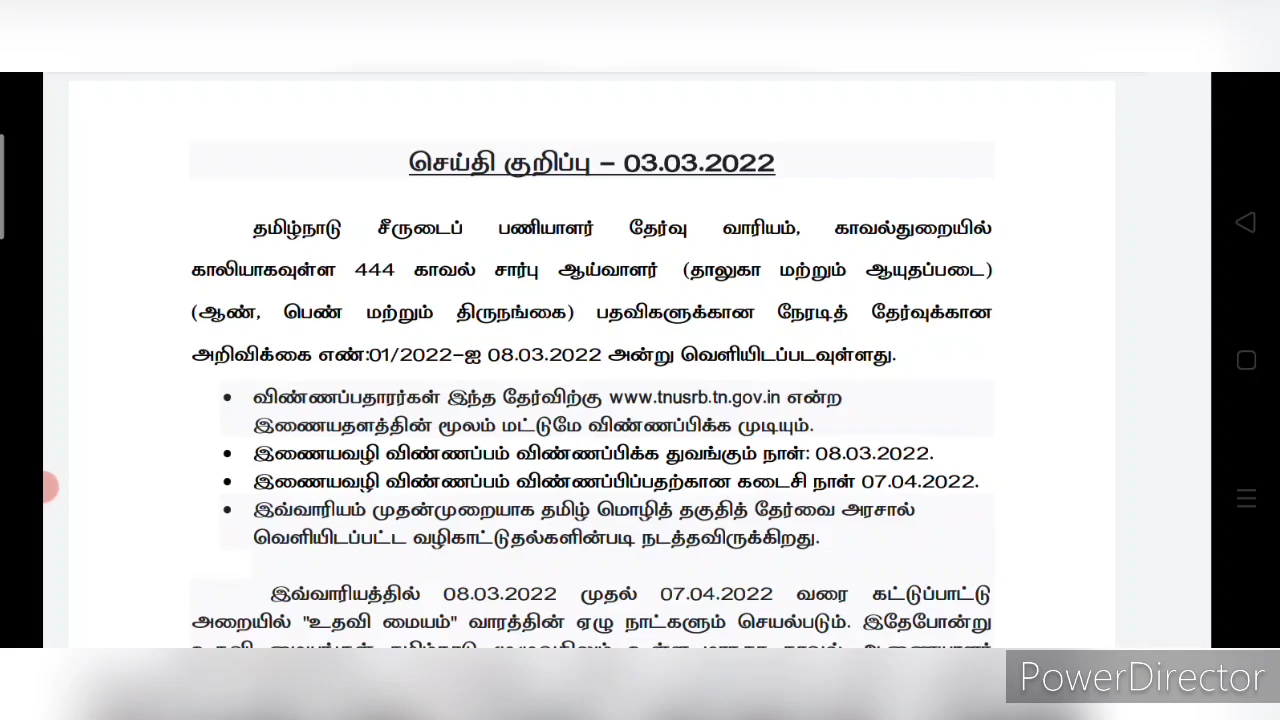 செய்தி குறிப்பு – 03.03.2022
தமிழ்நாடு சீருடைப் பணியாளர் தேர்வு வாரியம், காவல்துறையில்
காலியாகவுள்ள 444 காவல் சார்பு ஆய்வாளர் (தாலுகா மற்றும் ஆயுதப்படை)
(ஆண், பெண் மற்றும் திருநங்கை) பதவிகளுக்கான நேரடித் தேர்வுக்கான
அறிவிக்கை எண்:01/2022–ஐ 08.03.2022 அன்று வெளியிடப்படவுள்ளது.
• விண்ணப்பதாரர்கள் இந்த தேர்விற்கு www.tnusrb.tn.gov.in என்ற
இணையதளத்தின் மூலம் மட்டுமே விண்ணப்பிக்க முடியும்.
• இணையவழி விண்ணப்பம் விண்ணப்பிக்க துவங்கும் நாள்: 08.03.2022.
• இணையவழி விண்ணப்பம் விண்ணப்பிப்பதற்கான கடைசி நாள் 07.04.2022.
• இவ்வாரியம் முதன்முறையாக தமிழ் மொழித் தகுதித் தேர்வை அரசால்
வெளியிடப்பட்ட வழிகாட்டுதல்களின்படி நடத்தவிருக்கிறது.
இவ்வாரியத்தில் 08.03.2022 முதல் 07.04.2022 வரை கட்டுப்பாட்டு
அறையில் "உதவி மையம்" வாரத்தின் ஏழு நாட்களும் செயல்படும். இதேபோன்று
PowerDirector